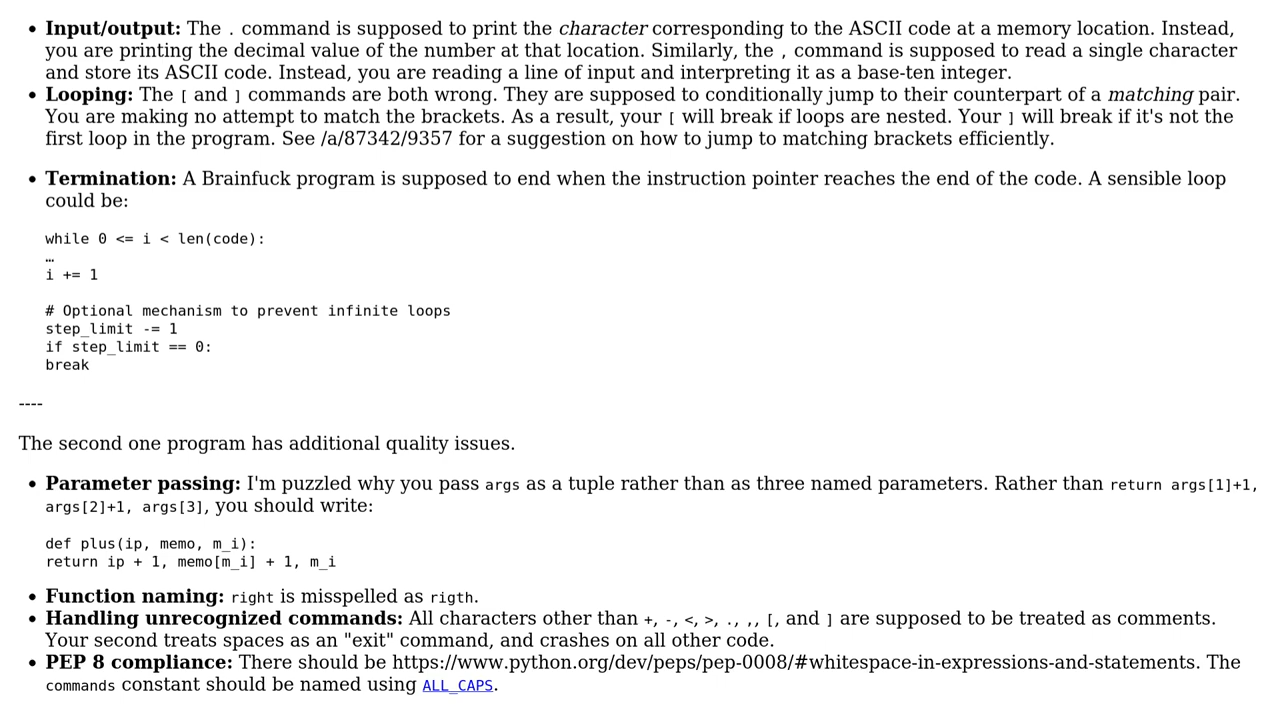 • Input/output: The . command is supposed to print the character corresponding to the ASCII code at a memory location. Instead,
you are printing the decimal value of the number at that location. Similarly, the , command is supposed to read a single character
and store its ASCII code. Instead, you are reading a line of input and interpreting it as a base-ten integer.
• Looping: The [ and ] commands are both wrong. They are supposed to conditionally jump to their counterpart of a matching pair.
You are making no attempt to match the brackets. As a result, your [ will break if loops are nested. Your ] will break if it's not the
first loop in the program. See /a/87342/9357 for a suggestion on how to jump to matching brackets efficiently.
• Termination: A Brainfuck program is supposed to end when the instruction pointer reaches the end of the code. A sensible loop
could be:
while 0 <= i < len(code):
…
i += 1
# Optional mechanism to prevent infinite loops
step_limit -= 1
if step_limit == 0:
break
----
The second one program has additional quality issues.
• Parameter passing: I'm puzzled why you pass args as a tuple rather than as three named parameters. Rather than return args[1]+1,
args[2]+1, args[3], you should write:
def plus(ip, memo, m_i):
return ip + 1, memo[m_i] + 1, m_i
• Function naming: right is misspelled as rigth.
• Handling unrecognized commands: All characters other than +, -, <, >, ., ,, [, and ] are supposed to be treated as comments.
Your second treats spaces as an "exit" command, and crashes on all other code.
• PEP 8 compliance: There should be https://www.python.org/dev/peps/pep-0008/#whitespace-in-expressions-and-statements. The
commands constant should be named using ALL_CAPS.